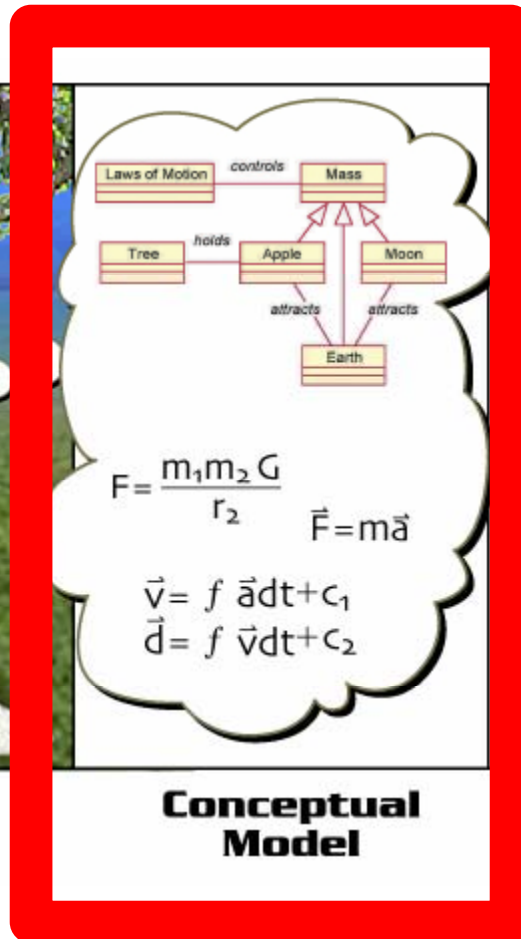 controls
Laws of Motion Mass
holds
Tree Apple Moon
attracts attracts
Earth
F = m₁m₂ G / r₂
F⃗ = ma⃗
v⃗ = f a⃗dt + c₁
d⃗ = f v⃗dt + c₂
Conceptual
Model